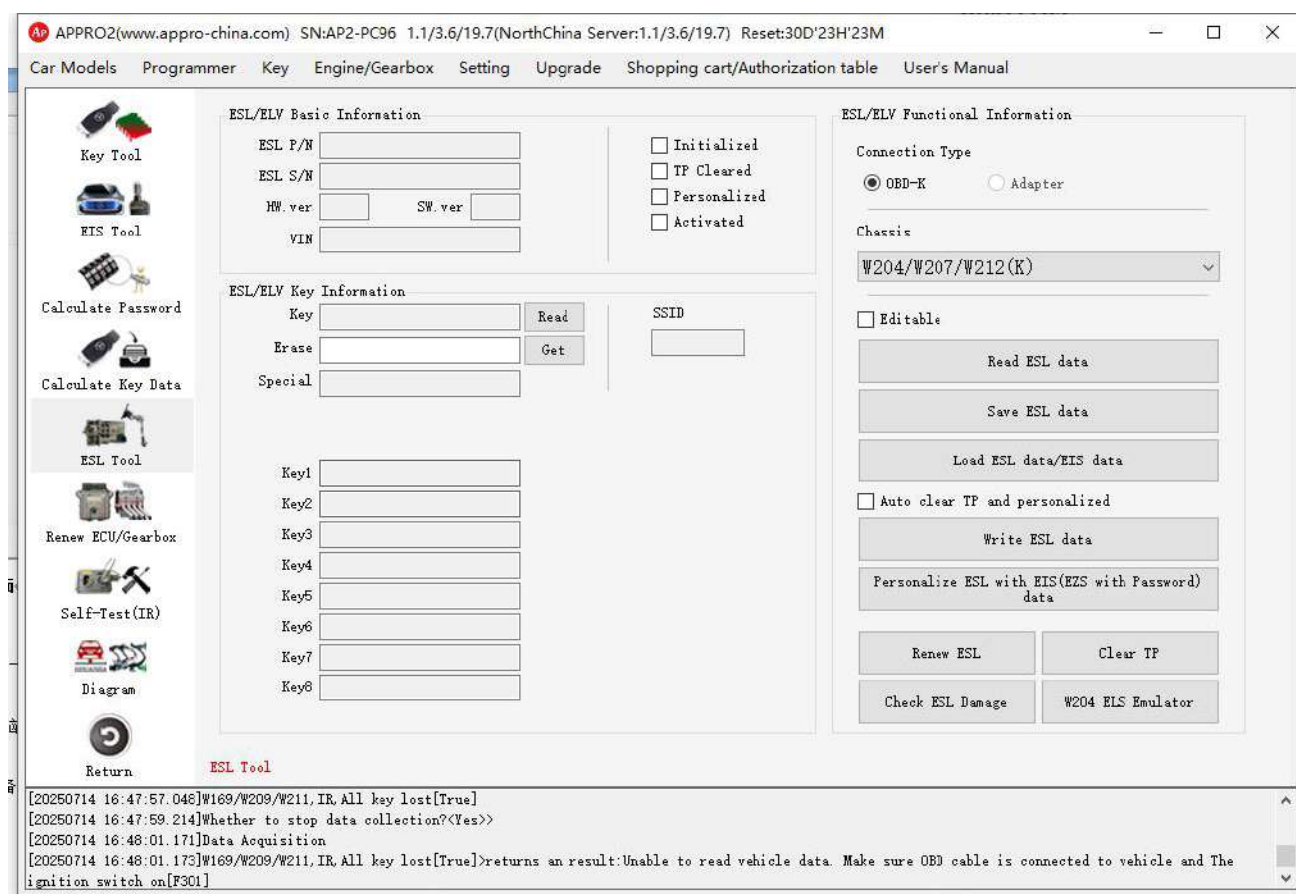 AP APPRO2(www.appro-china.com) SN:AP2-PC96 1.1/3.6/19.7(NorthChina Server:1.1/3.6/19.7) Reset:30D'23H'23M
Car Models Programmer Key Engine/Gearbox Setting Upgrade Shopping cart/Authorization table User's Manual
Key Tool
EIS Tool
Calculate Password
Calculate Key Data
ESL Tool
Renew ECU/Gearbox
Self-Test(IR)
Diagram
Return
ESL/ELV Basic Information
ESL P/N
ESL S/N
HW.ver SW.ver
VIN
Initialized
TP Cleared
Personalized
Activated
ESL/ELV Key Information
Key Read
Erase Get
Special
SSID
Key1
Key2
Key3
Key4
Key5
Key6
Key7
Key8
ESL Tool
ESL/ELV Functional Information
Connection Type
OBD-K Adapter
Chassis
W204/W207/W212(K)
Editable
Read ESL data
Save ESL data
Load ESL data/EIS data
Auto clear TP and personalized
Write ESL data
Personalize ESL with EIS(EZS with Password)
data
Renew ESL Clear TP
Check ESL Damage W204 ELS Emulator
[20250714 16:47:57.048]W169/W209/W211,IR,All key lost[True]
[20250714 16:47:59.214]Whether to stop data collection?<Yes>>
[20250714 16:48:01.171]Data Acquisition
[20250714 16:48:01.173]W169/W209/W211,IR,All key lost[True]>returns an result:Unable to read vehicle data. Make sure OBD cable is connected to vehicle and The
ignition switch on[F301]